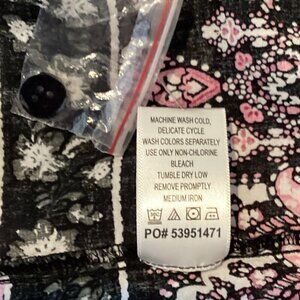 MACHINE WASH COLD,
DELICATE CYCLE
WASH COLORS SEPARATELY
USE ONLY NON-CHLORINE
BLEACH
TUMBLE DRY LOW
REMOVE PROMPTLY
MEDIUM IRON
PO# 53951471